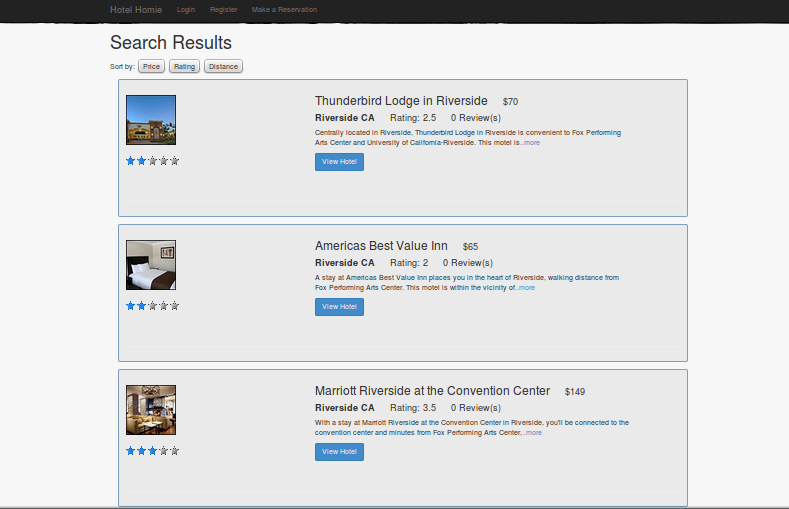 Hotel Homie Login Register Make a Reservation
Search Results
Sort by: Price Rating Distance
Thunderbird Lodge in Riverside $70
Riverside CA Rating: 2.5 0 Review(s)
Centrally located in Riverside, Thunderbird Lodge in Riverside is convenient to Fox Performing
Arts Center and University of California-Riverside. This motel is..more
View Hotel
Americas Best Value Inn $65
Riverside CA Rating: 2 0 Review(s)
A stay at Americas Best Value Inn places you in the heart of Riverside, walking distance from
Fox Performing Arts Center. This motel is within the vicinity of..more
View Hotel
Marriott Riverside at the Convention Center $149
Riverside CA Rating: 3.5 0 Review(s)
With a stay at Marriott Riverside at the Convention Center in Riverside, you'll be connected to the
convention center and minutes from Fox Performing Arts Center,..more
View Hotel